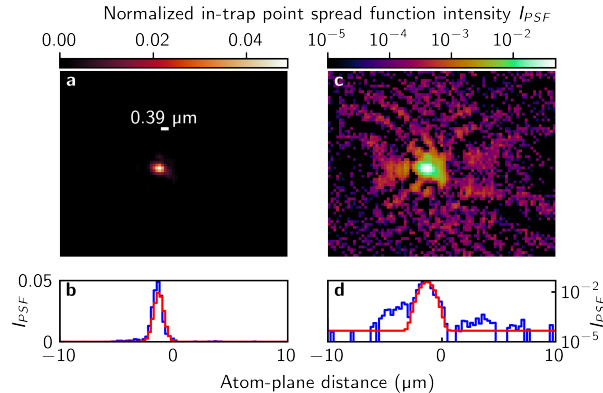 Normalized in-trap point spread function intensity I_PSF
0.00 0.02 0.04 10⁻⁵ 10⁻⁴ 10⁻³ 10⁻²
a c
0.39 µm
0.05 b d 10⁻²
I_PSF I_PSF
0 10⁻⁵
−10 0 10 −10 0 10
Atom-plane distance (µm)